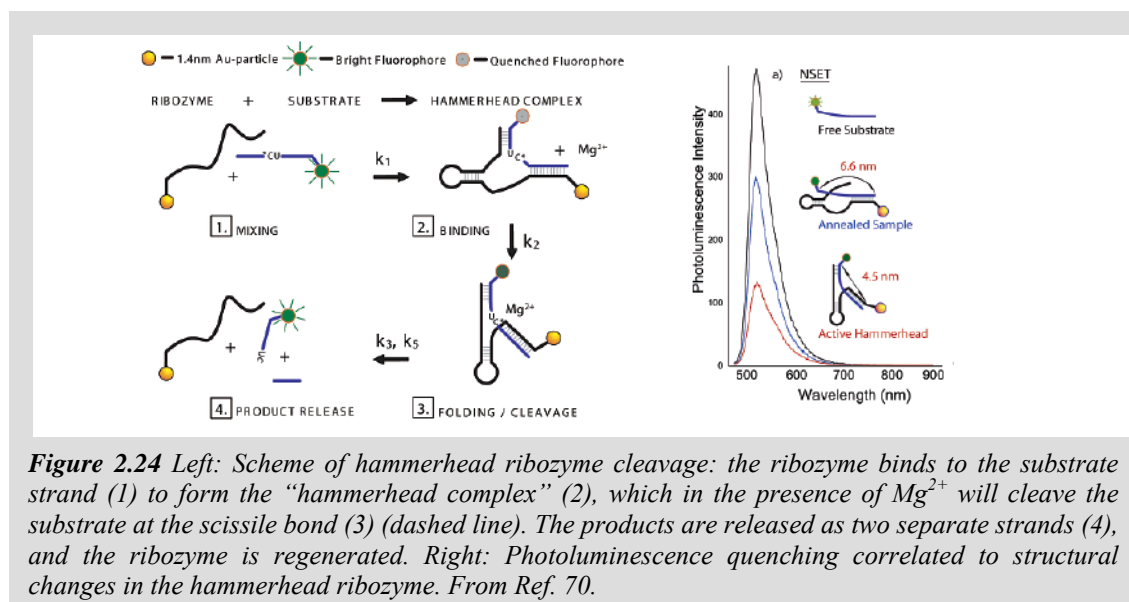 1.4nm Au-particle Bright Fluorophore Quenched Fluorophore
RIBOZYME + SUBSTRATE HAMMERHEAD COMPLEX
CU
+
k₁
U C
+ Mg²⁺
1. MIXING
2. BINDING
k₂
U C
Mg²⁺
+
+
k₃, k₅
4. PRODUCT RELEASE
3. FOLDING / CLEAVAGE
a) NSET
Free Substrate
6.6 nm
Annealed Sample
4.5 nm
Active Hammerhead
Photoluminescence Intensity
400
300
200
100
0
500 600 700 800 900
Wavelength (nm)
Figure 2.24 Left: Scheme of hammerhead ribozyme cleavage: the ribozyme binds to the substrate
strand (1) to form the “hammerhead complex” (2), which in the presence of Mg²⁺ will cleave the
substrate at the scissile bond (3) (dashed line). The products are released as two separate strands (4),
and the ribozyme is regenerated. Right: Photoluminescence quenching correlated to structural
changes in the hammerhead ribozyme. From Ref. 70.